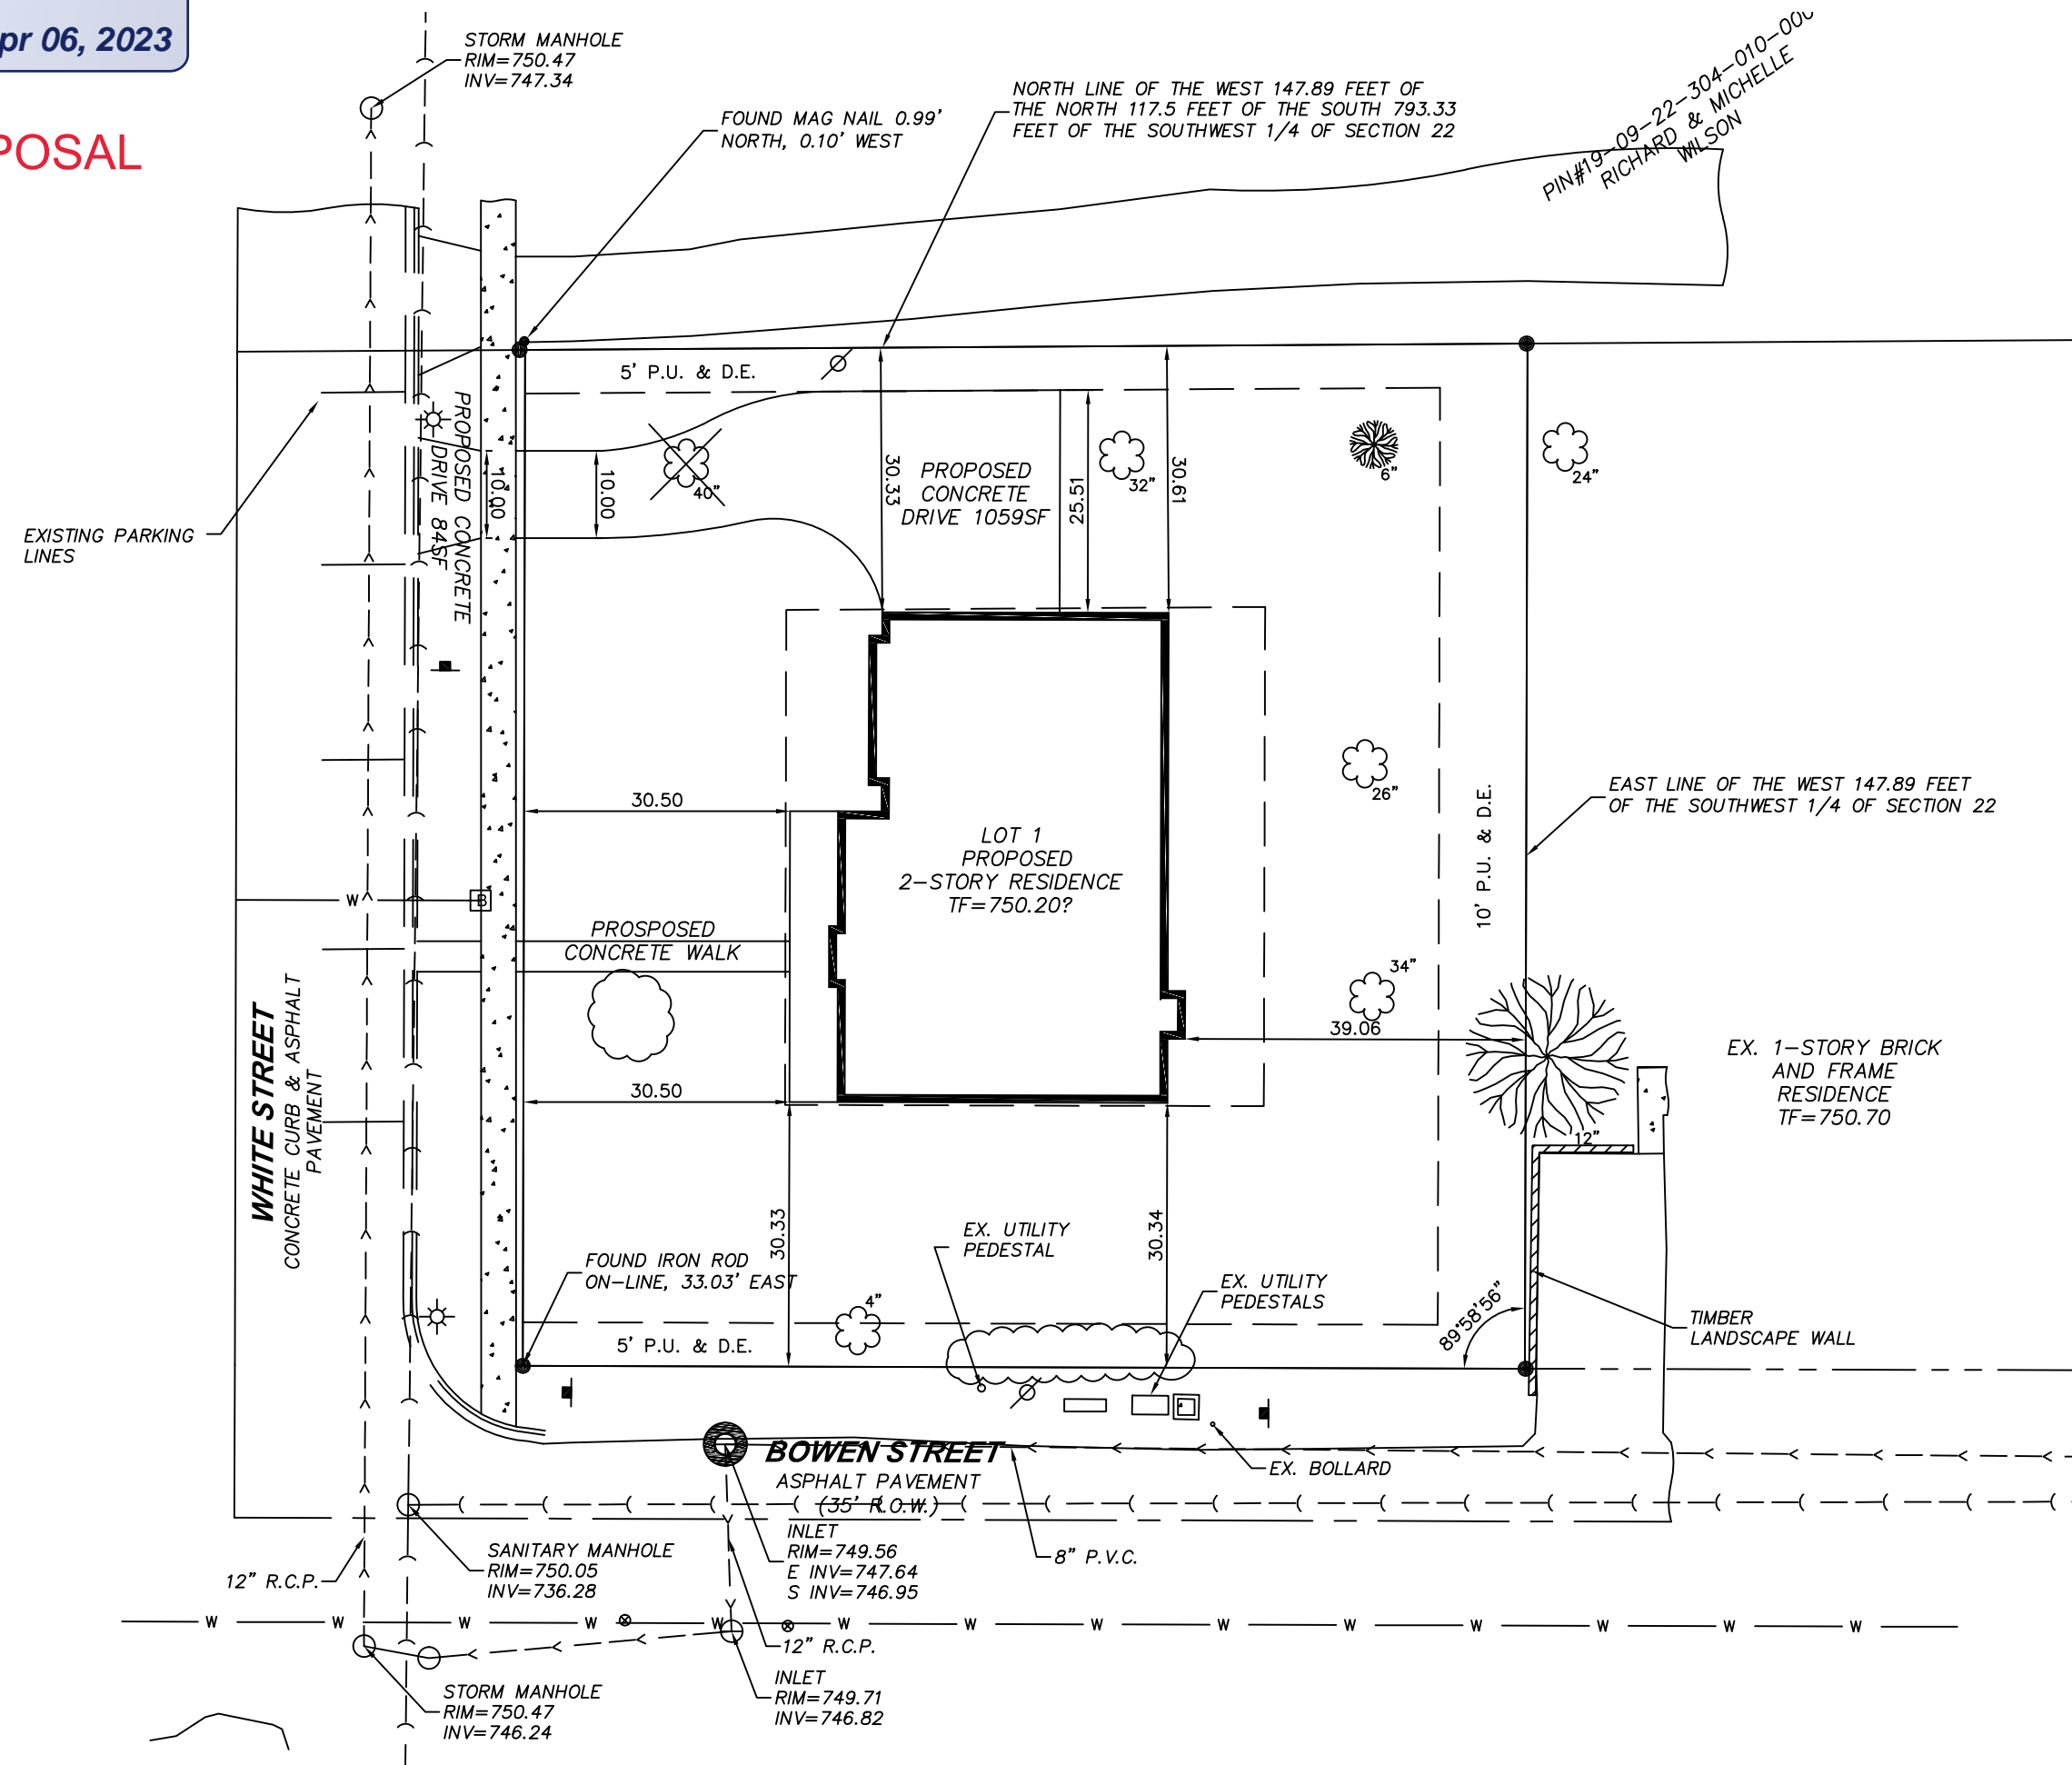 pr 06, 2023
POSAL
STORM MANHOLE
RIM=750.47
INV=747.34
FOUND MAG NAIL 0.99'
NORTH, 0.10' WEST
NORTH LINE OF THE WEST 147.89 FEET OF
THE NORTH 117.5 FEET OF THE SOUTH 793.33
FEET OF THE SOUTHWEST 1/4 OF SECTION 22
PIN#19-09-22-304-010-000
RICHARD & MICHELLE
WILSON
5' P.U. & D.E.
PROPOSED CONCRETE
DRIVE 84SF
10.00
10.00
40"
30.33
PROPOSED
CONCRETE
DRIVE 1059SF
25.51
32"
30.61
6"
24"
EXISTING PARKING
LINES
30.50
26"
10' P.U. & D.E.
EAST LINE OF THE WEST 147.89 FEET
OF THE SOUTHWEST 1/4 OF SECTION 22
LOT 1
PROPOSED
2-STORY RESIDENCE
TF=750.20?
W
B
PROSPOSED
CONCRETE WALK
34"
39.06
WHITE STREET
CONCRETE CURB & ASPHALT
PAVEMENT
EX. 1-STORY BRICK
AND FRAME
RESIDENCE
TF=750.70
30.50
12"
30.33
30.34
EX. UTILITY
PEDESTAL
FOUND IRON ROD
ON-LINE, 33.03' EAST
EX. UTILITY
PEDESTALS
4"
89°58'56"
TIMBER
LANDSCAPE WALL
5' P.U. & D.E.
BOWEN STREET
ASPHALT PAVEMENT
(35' R.O.W.)
EX. BOLLARD
INLET
RIM=749.56
E INV=747.64
S INV=746.95
8" P.V.C.
SANITARY MANHOLE
RIM=750.05
INV=736.28
12" R.C.P.
W W W W W W W W W W W W W W
12" R.C.P.
INLET
RIM=749.71
INV=746.82
STORM MANHOLE
RIM=750.47
INV=746.24